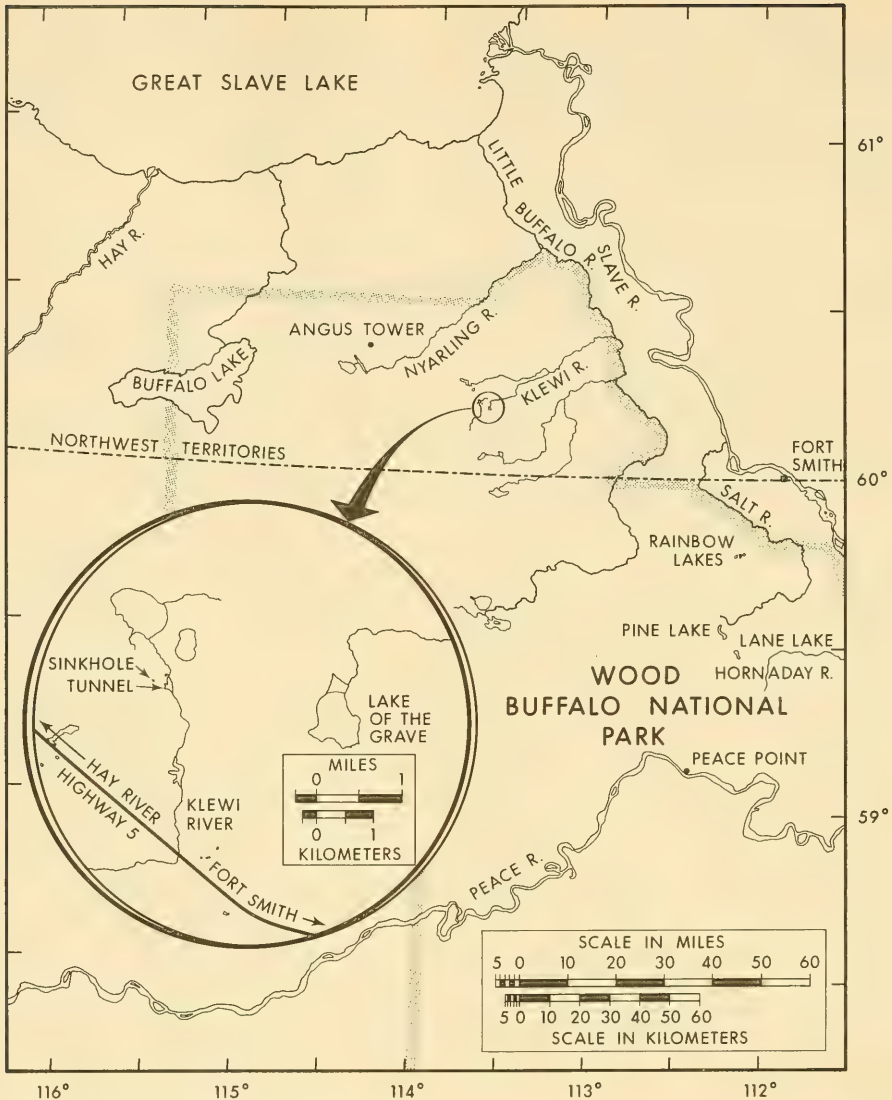 GREAT SLAVE LAKE
61°
HAY R.
LITTLE BUFFALO R.
SLAVE R.
ANGUS TOWER
NYARLING R.
BUFFALO LAKE
KLEWI R.
NORTHWEST TERRITORIES
FORT
SMITH
60°
SALT R.
RAINBOW
LAKES
PINE LAKE
LANE LAKE
HORNADAY R.
WOOD
BUFFALO NATIONAL
PARK
PEACE POINT
SINKHOLE
TUNNEL
LAKE
OF THE
GRAVE
MILES
0 1
0 1
KILOMETERS
HAY RIVER
HIGHWAY 5
KLEWI
RIVER
FORT SMITH
59°
PEACE R.
SCALE IN MILES
5 0 10 20 30 40 50 60
5 0 10 20 30 40 50 60
SCALE IN KILOMETERS
116° 115° 114° 113° 112°